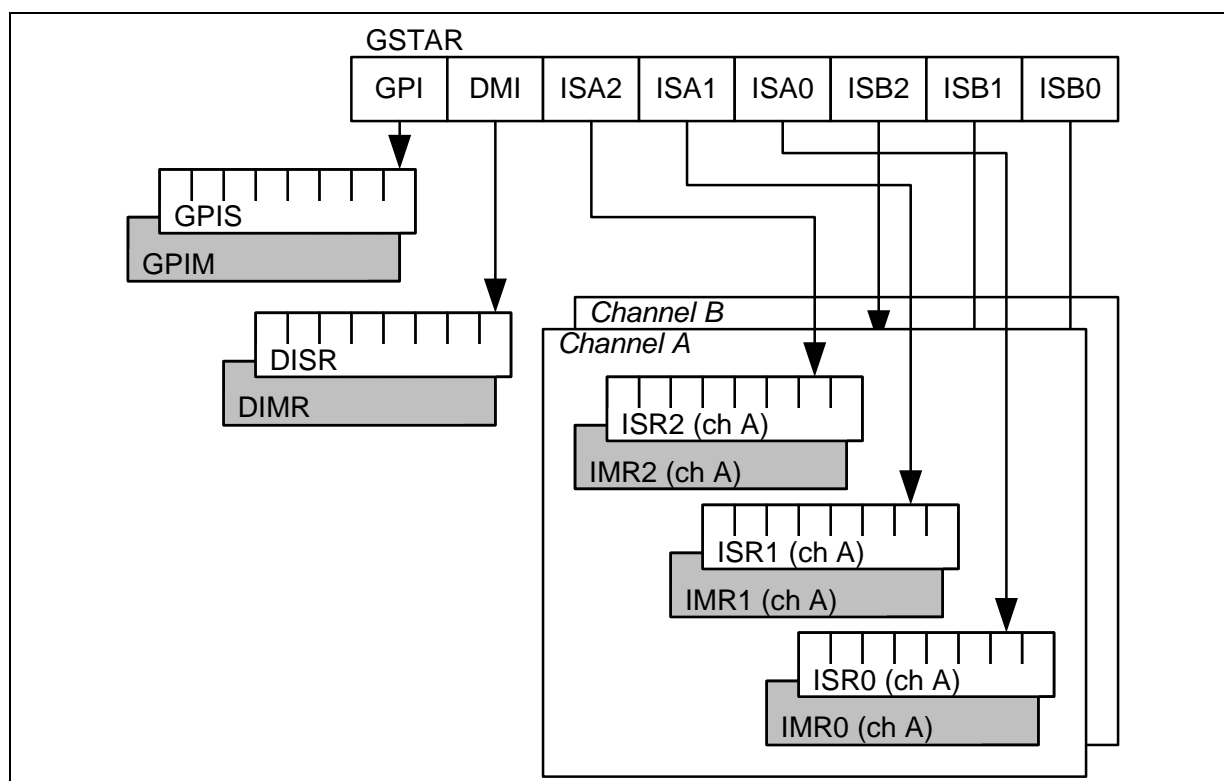 GSTAR
GPI DMI ISA2 ISA1 ISA0 ISB2 ISB1 ISB0
GPIS
GPIM
Channel B
Channel A
DISR
DIMR
ISR2 (ch A)
IMR2 (ch A)
ISR1 (ch A)
IMR1 (ch A)
ISR0 (ch A)
IMR0 (ch A)